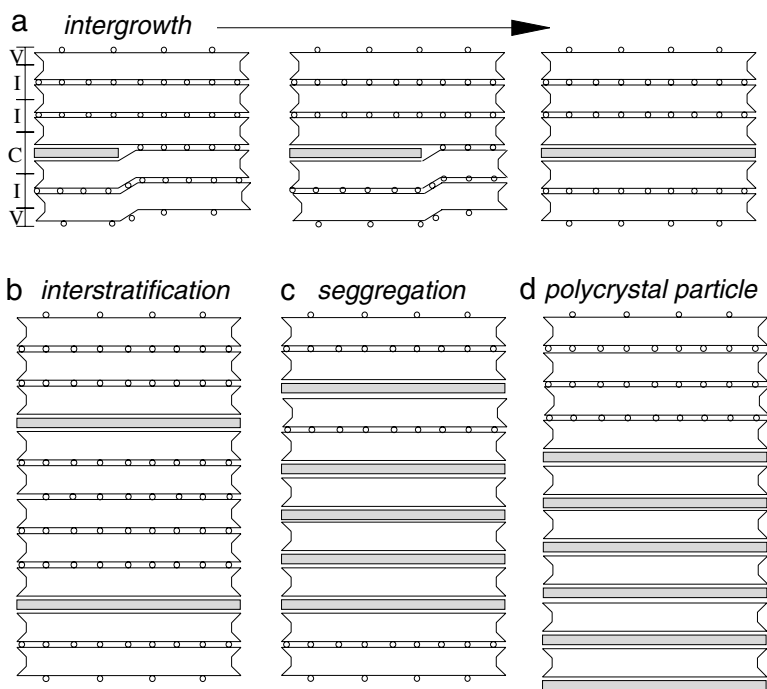 a intergrowth
V
I
I
C
I
V
b interstratification
c seggregation
d polycrystal particle